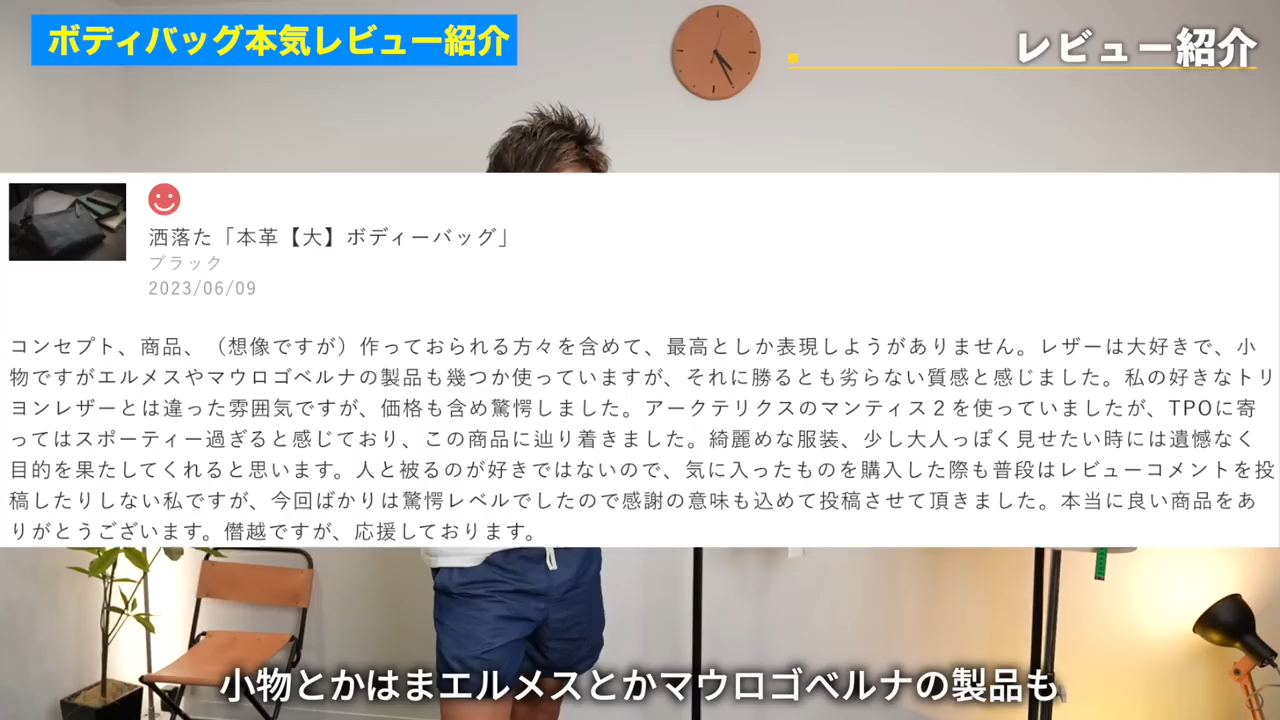 ボディバッグ本気レビュー紹介
レビュー紹介
洒落た「本革【大】ボディーバッグ」
ブラック
2023/06/09
コンセプト、商品、（想像ですが）作っておられる方々を含めて、最高としか表現しようがありません。レザーは大好きで、小
物ですがエルメスやマウロゴベルナの製品も幾つか使っていますが、それに勝るとも劣らない質感と感じました。私の好きなトリ
ヨンレザーとは違った雰囲気ですが、価格も含め驚愕しました。アークテリクスのマンティス２を使っていましたが、TPOに寄
ってはスポーティー過ぎると感じており、この商品に辿り着きました。綺麗めな服装、少し大人っぽく見せたい時には遺憾なく
目的を果たしてくれると思います。人と被るのが好きではないので、気に入ったものを購入した際も普段はレビューコメントを投
稿したりしない私ですが、今回ばかりは驚愕レベルでしたので感謝の意味も込めて投稿させて頂きました。本当に良い商品をあ
りがとうございます。僭越ですが、応援しております。
小物とかはまエルメスとかマウロゴベルナの製品も